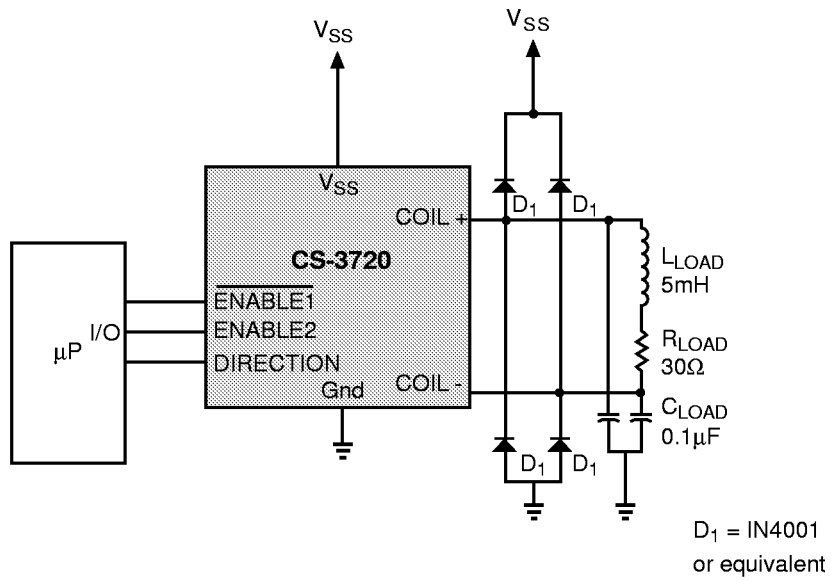 VSS
VSS
VSS
D1
D1
COIL +
CS-3720
LLOAD
5mH
ENABLE1
I/O
ENABLE2
µP
DIRECTION
RLOAD
30Ω
Gnd
COIL -
CLOAD
0.1µF
D1
D1
D1 = IN4001
or equivalent